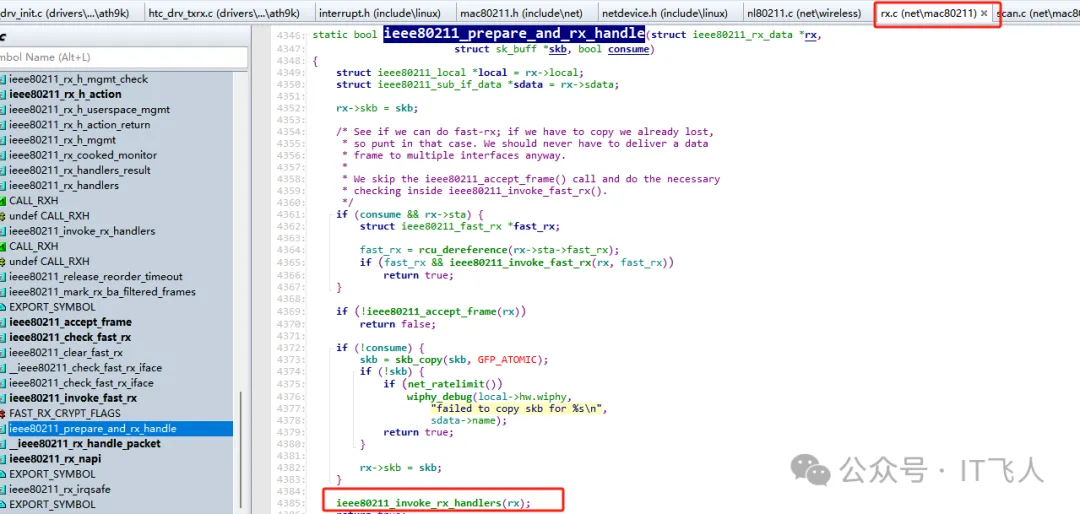 _drv_init.c (drivers\...\ath9k)
htc_drv_txrx.c (drivers\...\ath9k)
interrupt.h (include\linux)
mac80211.h (include\net)
netdevice.h (include\linux)
nl80211.c (net\wireless)
rx.c (net\mac80211) ×
scan.c (net\mac80
c
mbol Name (Alt+L)
ieee80211_rx_h_mgmt_check
ieee80211_rx_h_action
ieee80211_rx_h_userspace_mgmt
ieee80211_rx_h_action_return
ieee80211_rx_h_mgmt
ieee80211_rx_cooked_monitor
ieee80211_rx_handlers_result
ieee80211_rx_handlers
CALL_RXH
undef CALL_RXH
ieee80211_invoke_rx_handlers
CALL_RXH
undef CALL_RXH
ieee80211_release_reorder_timeout
ieee80211_mark_rx_ba_filtered_frames
EXPORT_SYMBOL
ieee80211_accept_frame
ieee80211_check_fast_rx
ieee80211_clear_fast_rx
__ieee80211_check_fast_rx_iface
ieee80211_check_fast_rx_iface
ieee80211_invoke_fast_rx
FAST_RX_CRYPT_FLAGS
ieee80211_prepare_and_rx_handle
__ieee80211_rx_handle_packet
ieee80211_rx_napi
EXPORT_SYMBOL
ieee80211_rx_irqsafe
EXPORT_SYMBOL
4346: static bool ieee80211_prepare_and_rx_handle(struct ieee80211_rx_data *rx,
4347: struct sk_buff *skb, bool consume)
4348: {
4349: struct ieee80211_local *local = rx->local;
4350: struct ieee80211_sub_if_data *sdata = rx->sdata;
4351:
4352: rx->skb = skb;
4353:
4354: /* See if we can do fast-rx; if we have to copy we already lost,
4355: * so punt in that case. We should never have to deliver a data
4356: * frame to multiple interfaces anyway.
4357: *
4358: * We skip the ieee80211_accept_frame() call and do the necessary
4359: * checking inside ieee80211_invoke_fast_rx().
4360: */
4361: if (consume && rx->sta) {
4362: struct ieee80211_fast_rx *fast_rx;
4363:
4364: fast_rx = rcu_dereference(rx->sta->fast_rx);
4365: if (fast_rx && ieee80211_invoke_fast_rx(rx, fast_rx))
4366: return true;
4367: }
4368:
4369: if (!ieee80211_accept_frame(rx))
4370: return false;
4371:
4372: if (!consume) {
4373: skb = skb_copy(skb, GFP_ATOMIC);
4374: if (!skb) {
4375: if (net_ratelimit())
4376: wiphy_debug(local->hw.wiphy,
4377: "failed to copy skb for %s\n",
4378: sdata->name);
4379: return true;
4380: }
4381:
4382: rx->skb = skb;
4383: }
4384:
4385: ieee80211_invoke_rx_handlers(rx);
公众号 · IT飞人